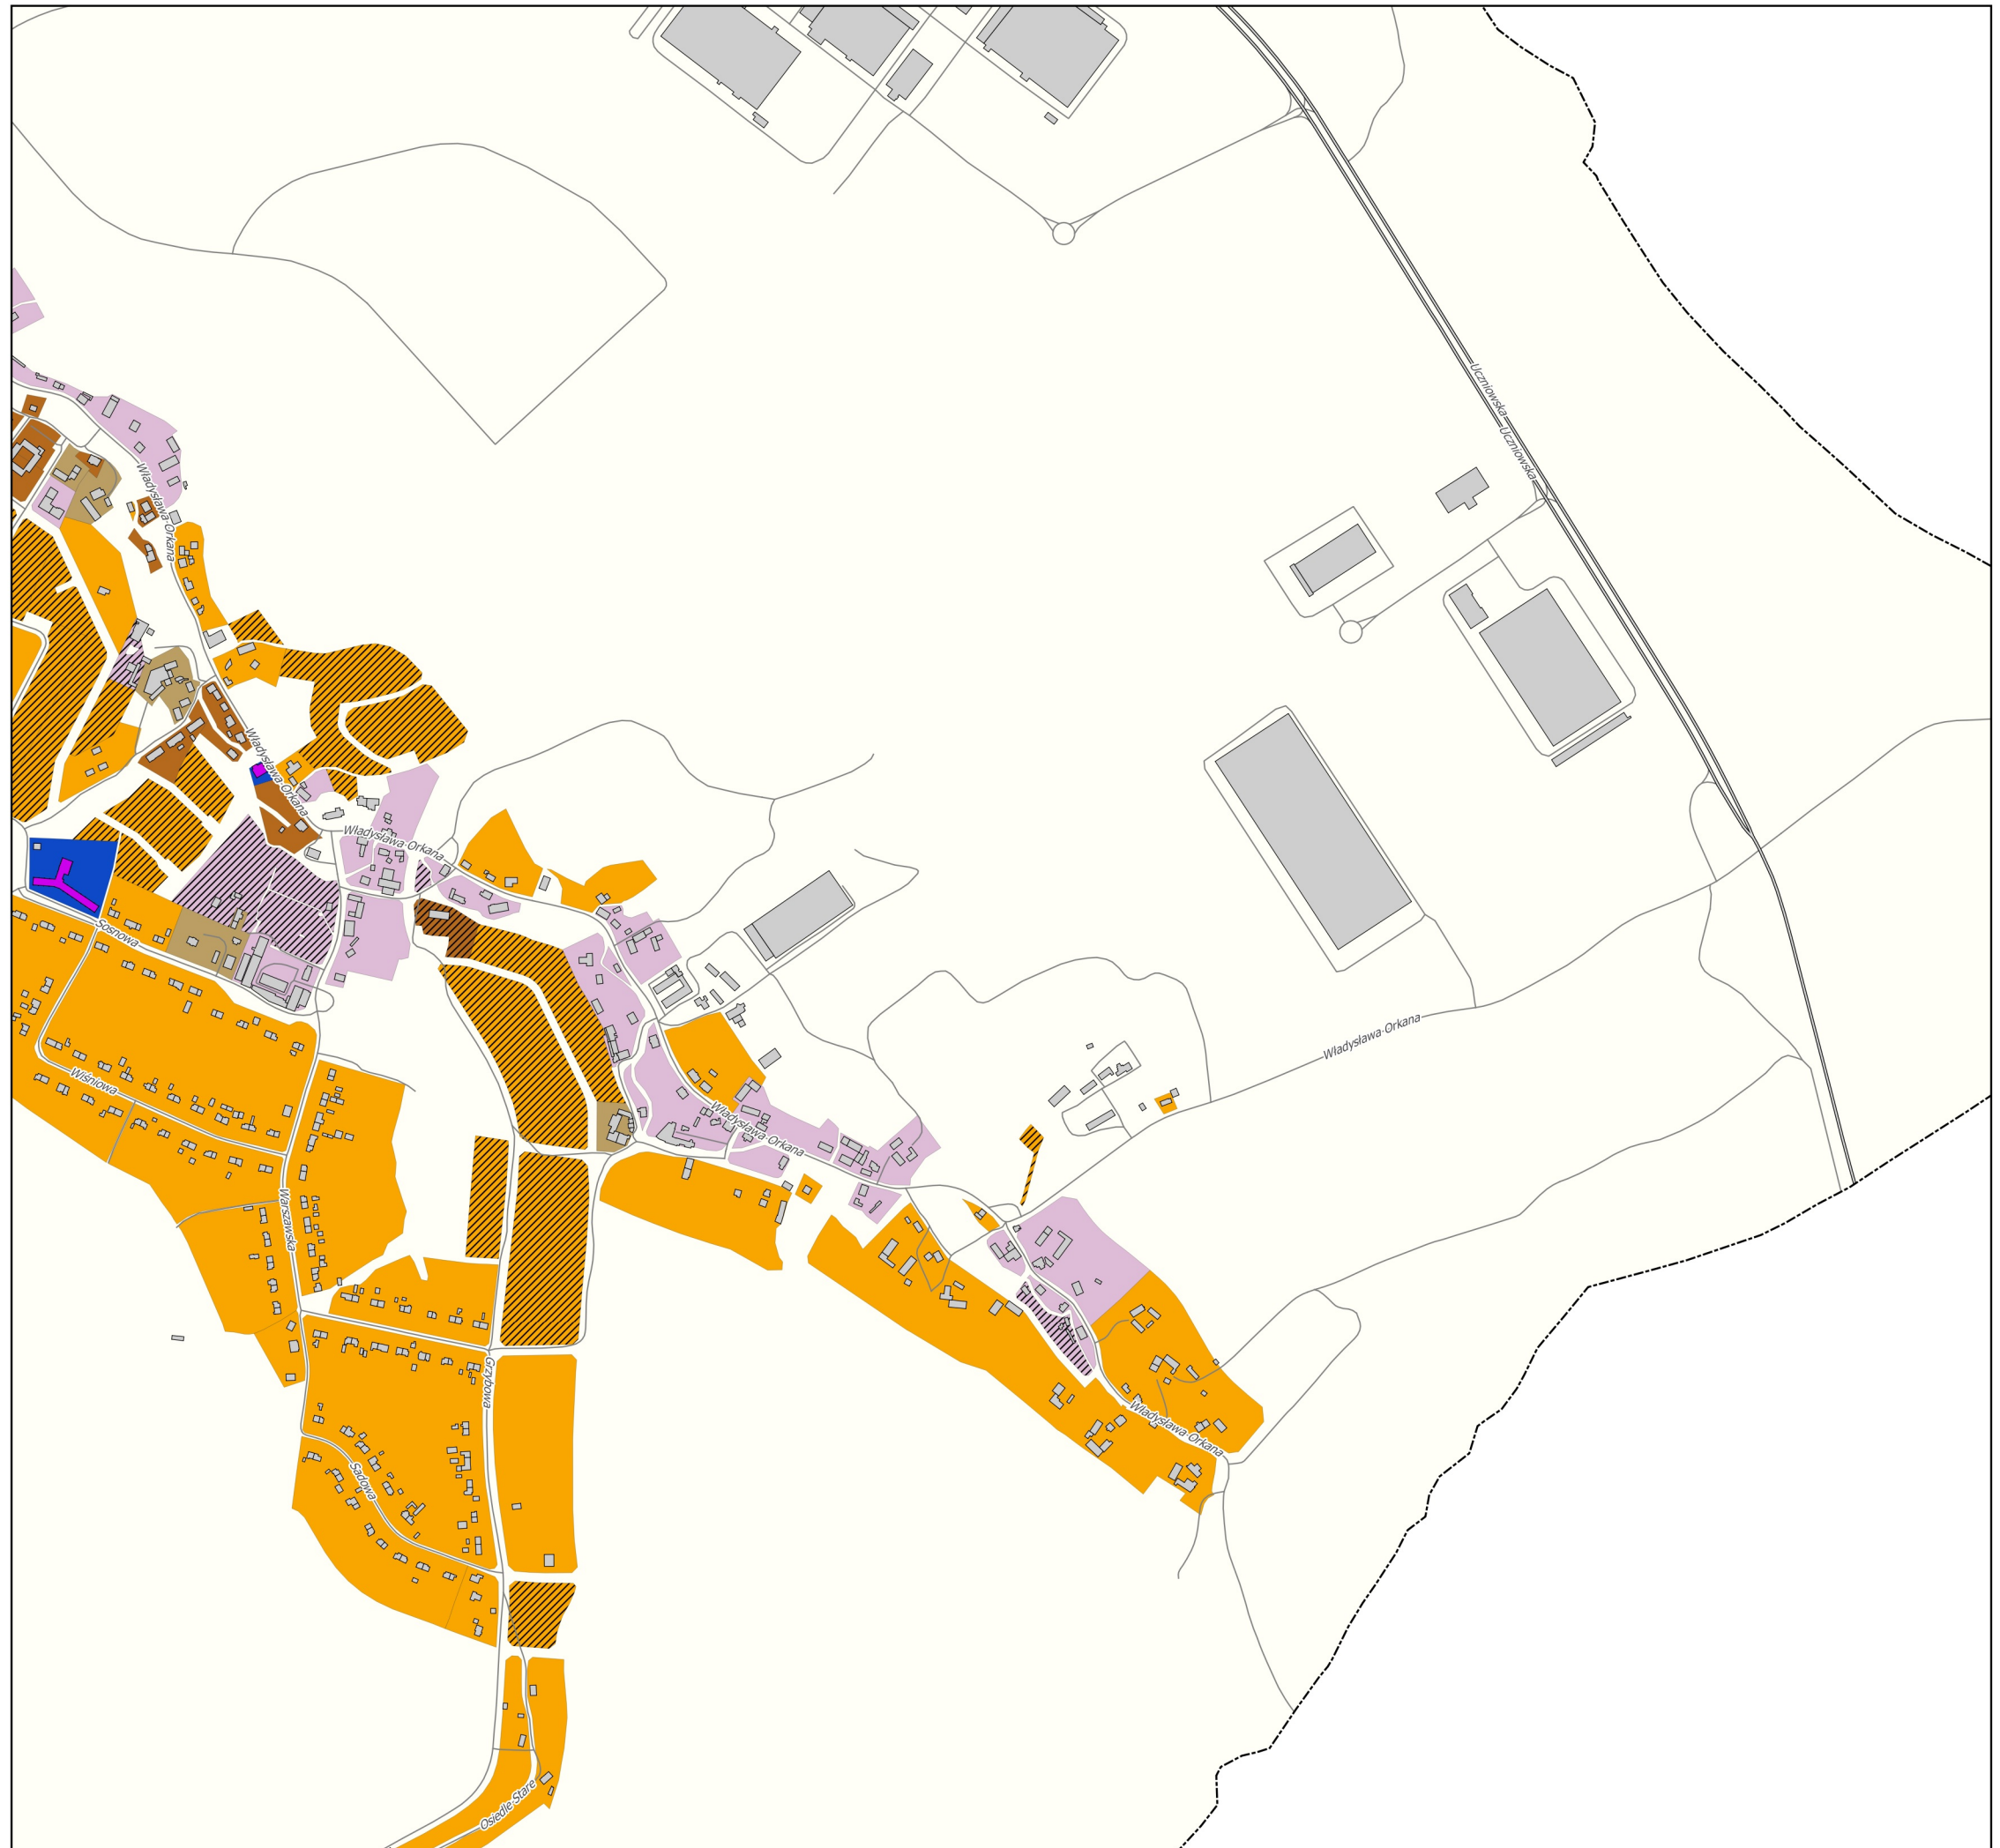 Uczniowska
Uczniowska
Władysława Orkana
Władysława Orkana
Władysława Orkana
Sosnowa
Władysława Orkana
Wiśniowa
Władysława Orkana
Warszawska
Grzybowa
Władysława Orkana
Sadowa
Osiedle Stare